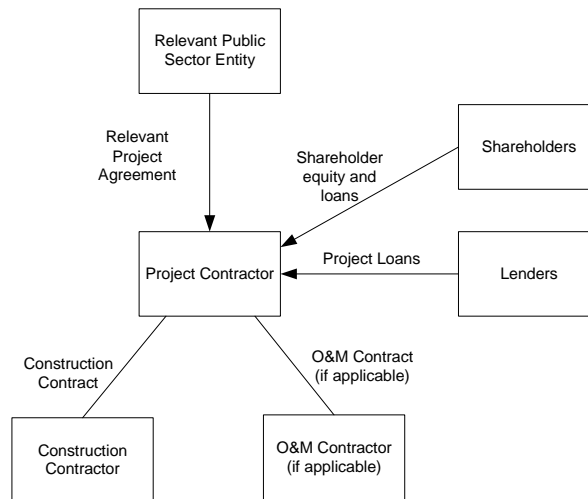 Relevant Public
Sector Entity
Relevant
Project
Agreement
Shareholder
equity and
loans
Shareholders
Project Contractor
Project Loans
Lenders
Construction
Contract
O&M Contract
(if applicable)
Construction
Contractor
O&M Contractor
(if applicable)